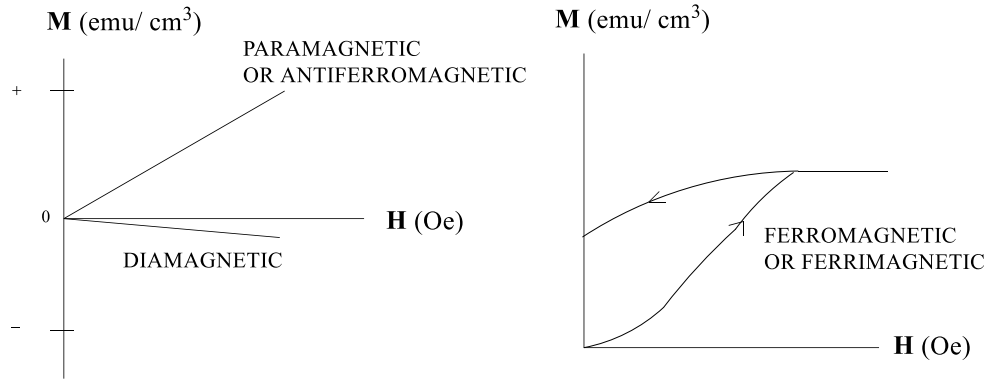 M (emu/ cm³)
PARAMAGNETIC
OR ANTIFERROMAGNETIC
+
0
H (Oe)
DIAMAGNETIC
–
M (emu/ cm³)
FERROMAGNETIC
OR FERRIMAGNETIC
H (Oe)